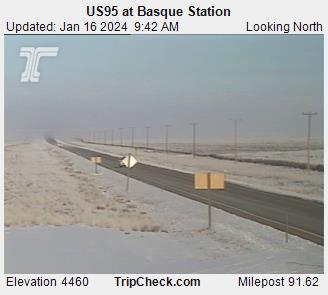 US95 at Basque Station
Updated: Jan 16 2024 9:42 AM Looking North
Elevation 4460 TripCheck.com Milepost 91.62